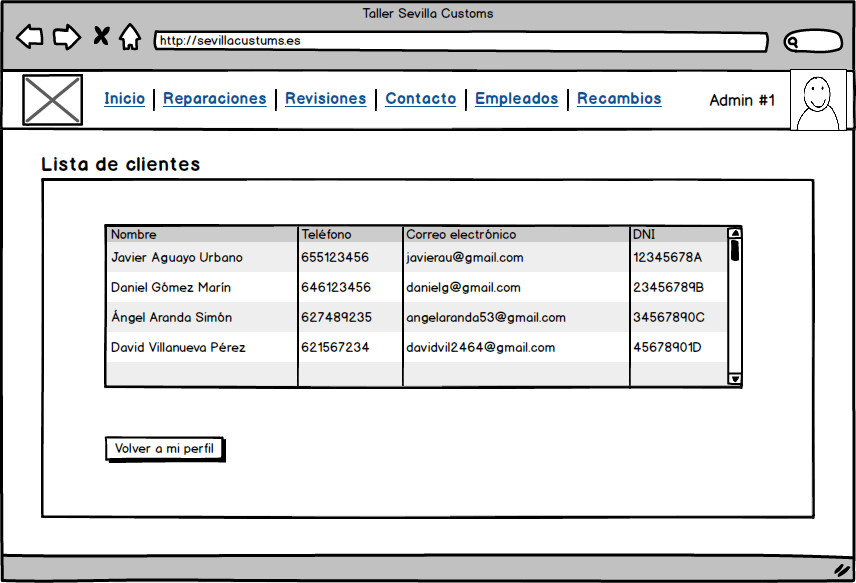 Taller Sevilla Customs
http://sevillacustums.es
Inicio | Reparaciones | Revisiones | Contacto | Empleados | Recambios Admin #1
Lista de clientes
Nombre Teléfono Correo electrónico DNI
Javier Aguayo Urbano 655123456 javierau@gmail.com 12345678A
Daniel Gómez Marín 646123456 danielg@gmail.com 23456789B
Ángel Aranda Simón 627489235 angelaranda53@gmail.com 34567890C
David Villanueva Pérez 621567234 davidvil2464@gmail.com 45678901D
Volver a mi perfil